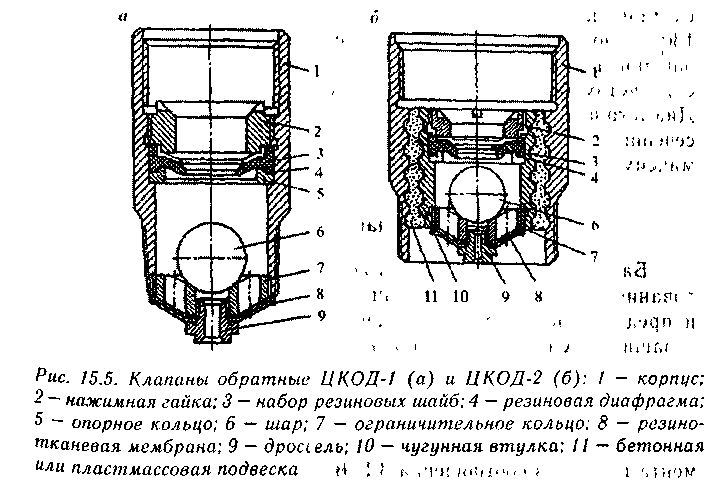 а
б
1
2
3
4
5
6
7
8
9
1
2
3
4
6
7
11 10 9 8
Рис. 15.5. Клапаны обратные ЦКОД-1 (а) и ЦКОД-2 (б): 1 — корпус;
2 — нажимная гайка; 3 — набор резиновых шайб; 4 — резиновая диафрагма;
5 — опорное кольцо; 6 — шар; 7 — ограничительное кольцо; 8 — резино-
тканевая мембрана; 9 — дроссель; 10 — чугунная втулка; 11 — бетонная
или пластмассовая подвеска